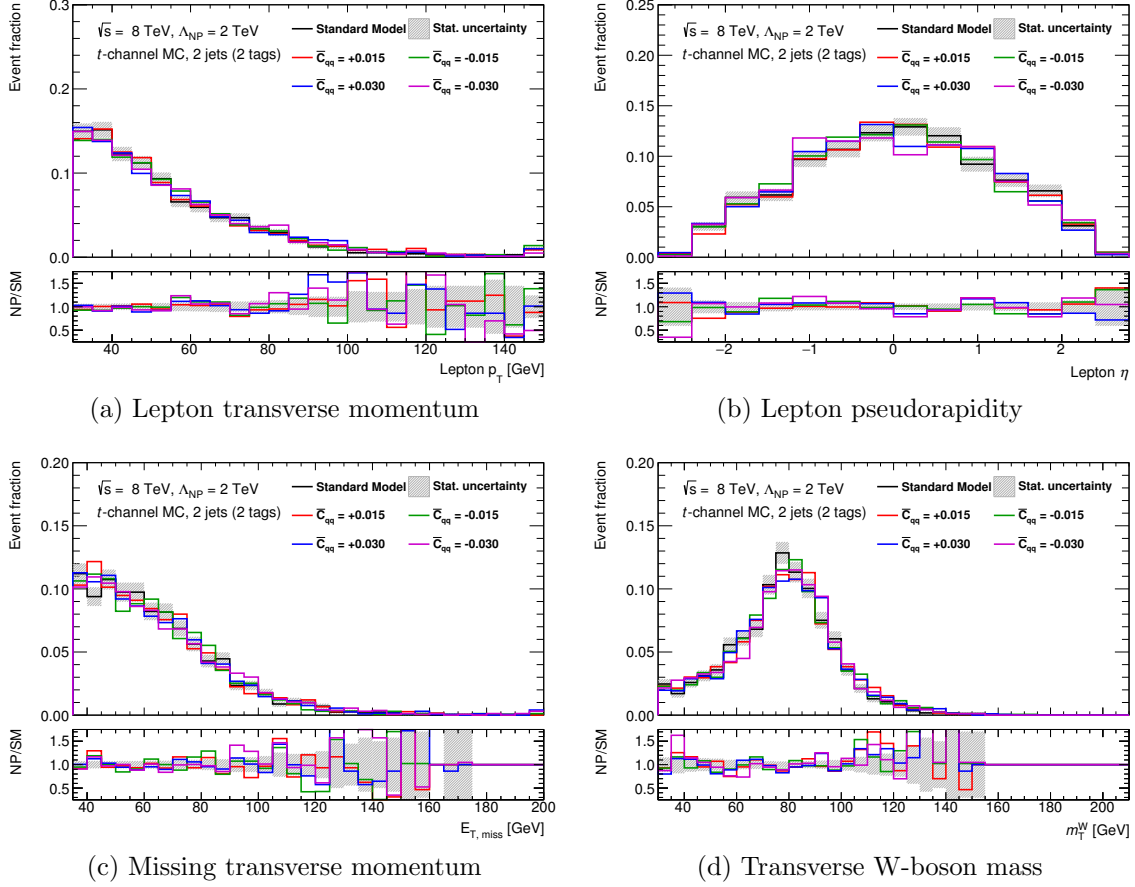 √s = 8 TeV, Λ_NP = 2 TeV
t-channel MC, 2 jets (2 tags)
Standard Model
Stat. uncertainty
C̅_qq = +0.015
C̅_qq = -0.015
C̅_qq = +0.030
C̅_qq = -0.030
Event fraction
0.3
0.2
0.1
0.0
NP/SM
1.5
1.0
0.5
40 60 80 100 120 140
Lepton p_T [GeV]
(a) Lepton transverse momentum
√s = 8 TeV, Λ_NP = 2 TeV
t-channel MC, 2 jets (2 tags)
Standard Model
Stat. uncertainty
C̅_qq = +0.015
C̅_qq = -0.015
C̅_qq = +0.030
C̅_qq = -0.030
Event fraction
0.25
0.20
0.15
0.10
0.05
0.00
NP/SM
1.5
1.0
0.5
−2 −1 0 1 2
Lepton η
(b) Lepton pseudorapidity
√s = 8 TeV, Λ_NP = 2 TeV
t-channel MC, 2 jets (2 tags)
Standard Model
Stat. uncertainty
C̅_qq = +0.015
C̅_qq = -0.015
C̅_qq = +0.030
C̅_qq = -0.030
Event fraction
0.20
0.15
0.10
0.05
0.00
NP/SM
1.5
1.0
0.5
40 60 80 100 120 140 160 180 200
E_T, miss [GeV]
(c) Missing transverse momentum
√s = 8 TeV, Λ_NP = 2 TeV
t-channel MC, 2 jets (2 tags)
Standard Model
Stat. uncertainty
C̅_qq = +0.015
C̅_qq = -0.015
C̅_qq = +0.030
C̅_qq = -0.030
Event fraction
0.20
0.15
0.10
0.05
0.00
NP/SM
1.5
1.0
0.5
40 60 80 100 120 140 160 180 200
m_T^W [GeV]
(d) Transverse W-boson mass